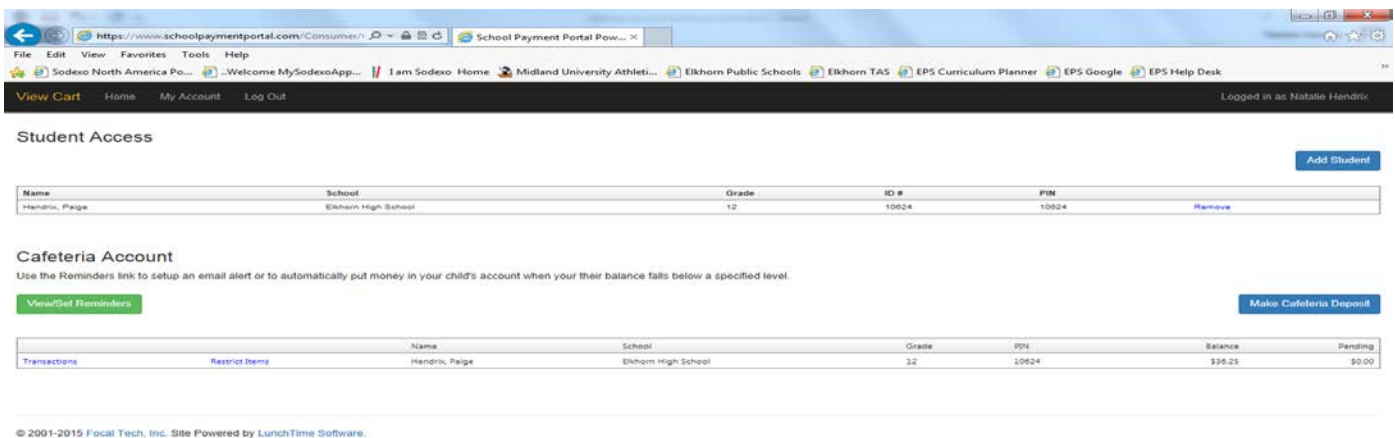 https://www.schoolpaymentportal.com/Consumer/ School Payment Portal Pow...
File Edit View Favorites Tools Help
Sodexo North America Po... ..Welcome MySodexoApp... I am Sodexo Home Midland University Athleti... Elkhorn Public Schools Elkhorn TAS EPS Curriculum Planner EPS Google EPS Help Desk
View Cart Home My Account Log Out Logged in as Natalie Hendrix
Student Access
Add Student
Name School Grade ID # PIN
Hendrix, Paige Elkhorn High School 12 10624 10624 Remove
Cafeteria Account
Use the Reminders link to setup an email alert or to automatically put money in your child's account when your their balance falls below a specified level.
View/Set Reminders Make Cafeteria Deposit
Name School Grade PIN Balance Pending
Transactions Restrict Items Hendrix, Paige Elkhorn High School 12 10624 $36.25 $0.00
© 2001-2015 Focal Tech, Inc. Site Powered by LunchTime Software.